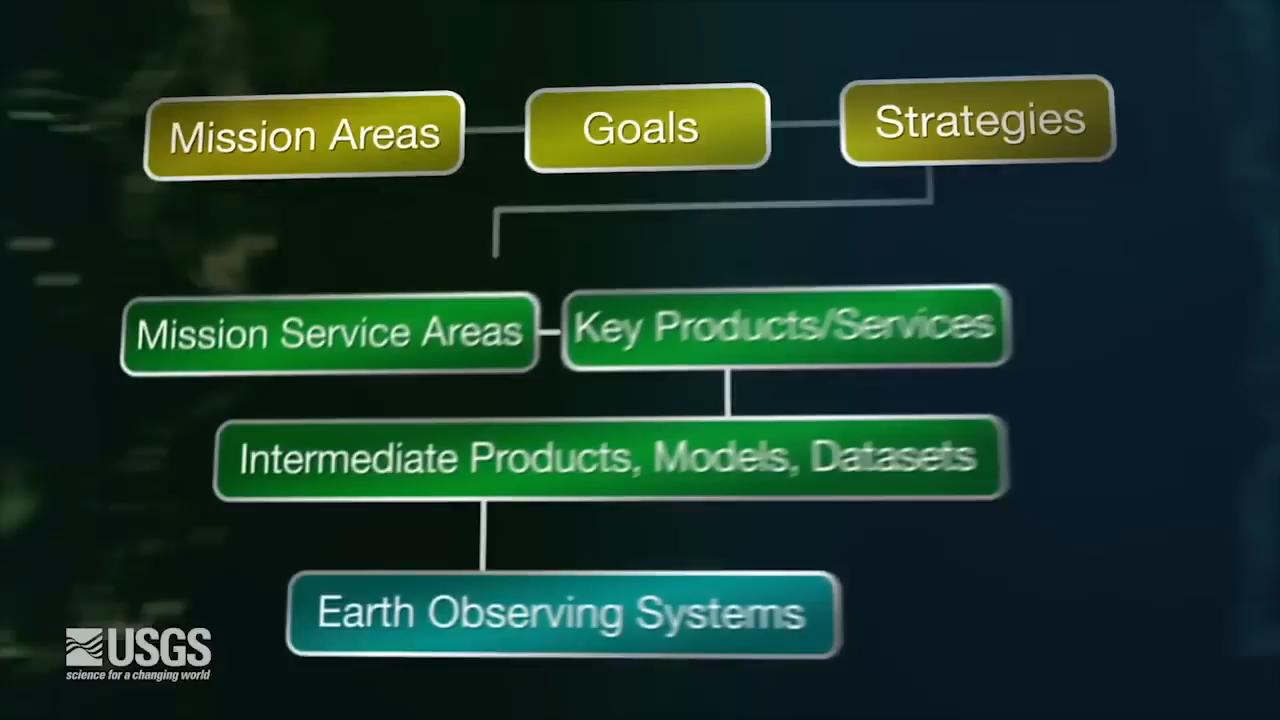 Mission Areas
Goals
Strategies
Mission Service Areas
Key Products/Services
Intermediate Products, Models, Datasets
Earth Observing Systems
USGS
science for a changing world